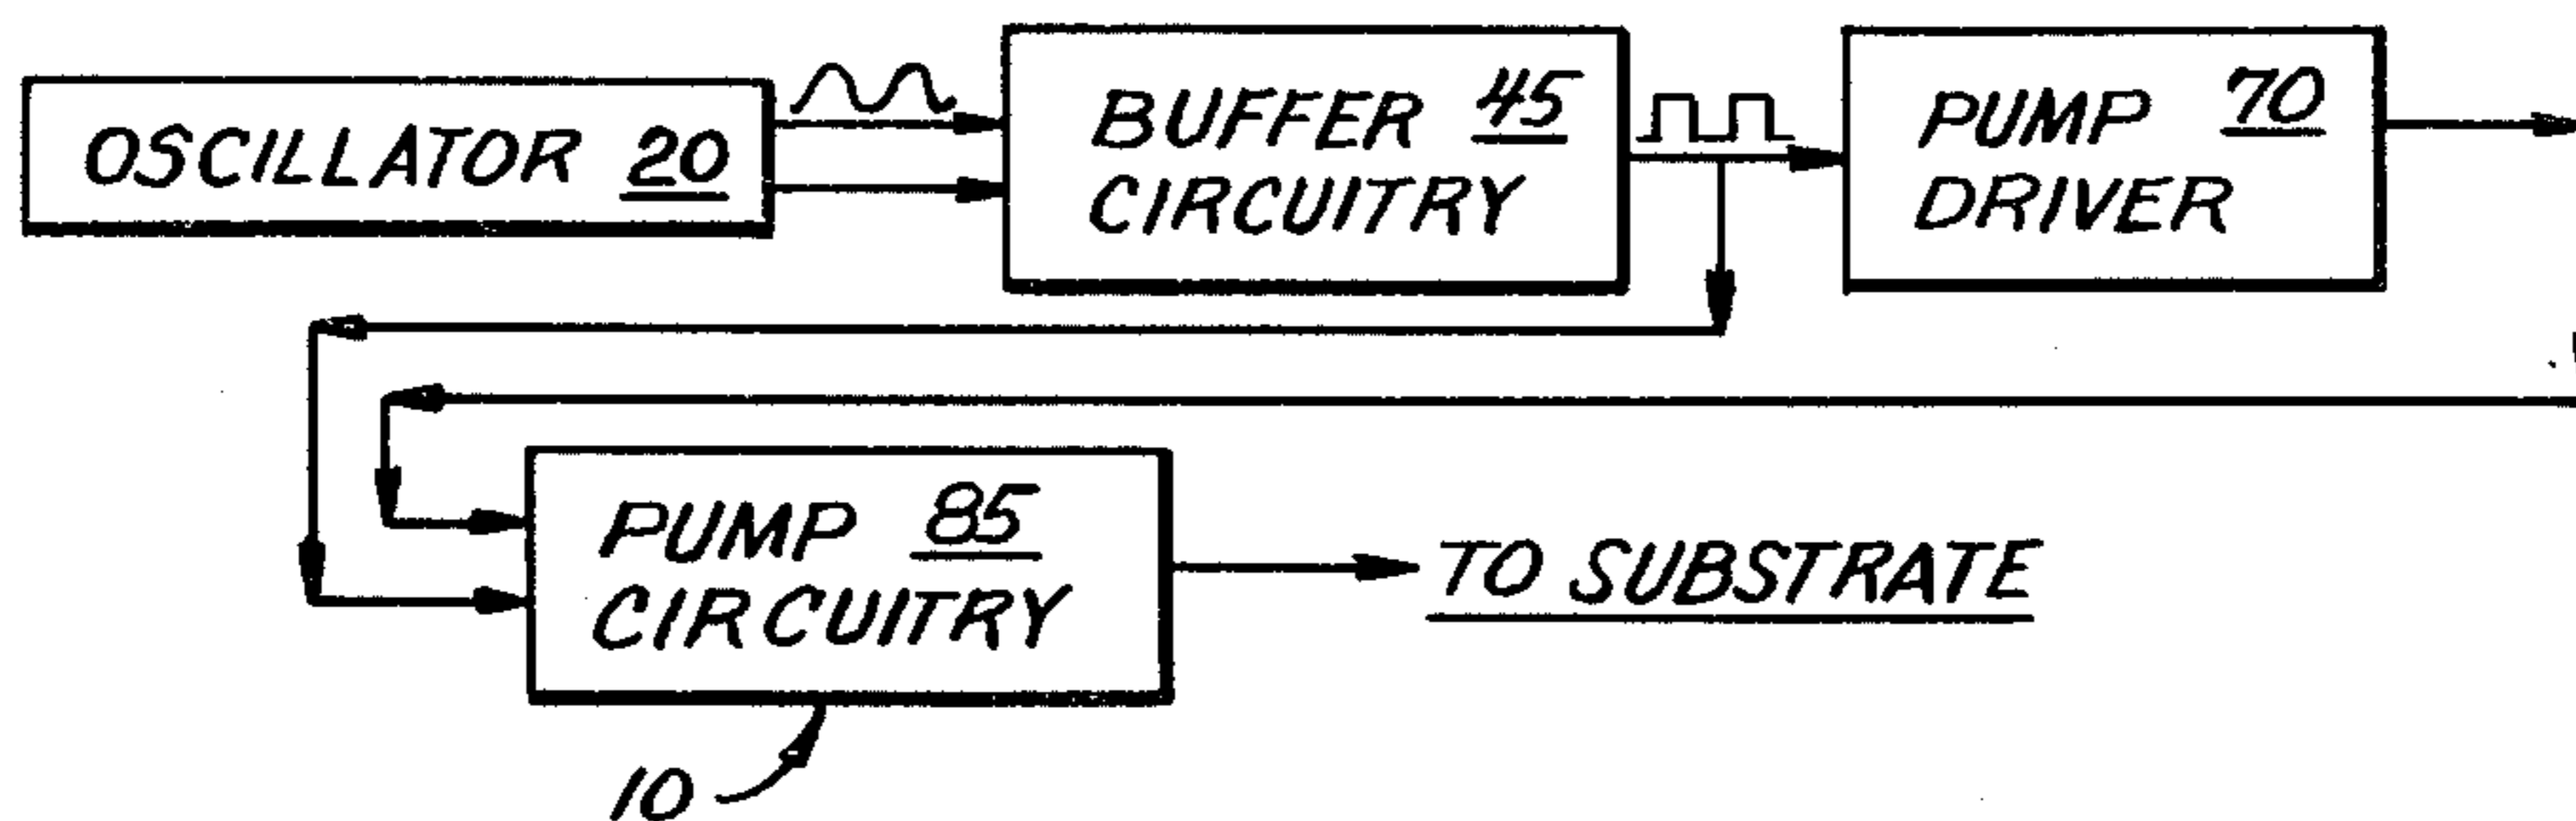 OSCILLATOR 20
BUFFER 45
CIRCUITRY
PUMP 70
DRIVER
PUMP 85
CIRCUITRY
TO SUBSTRATE
10